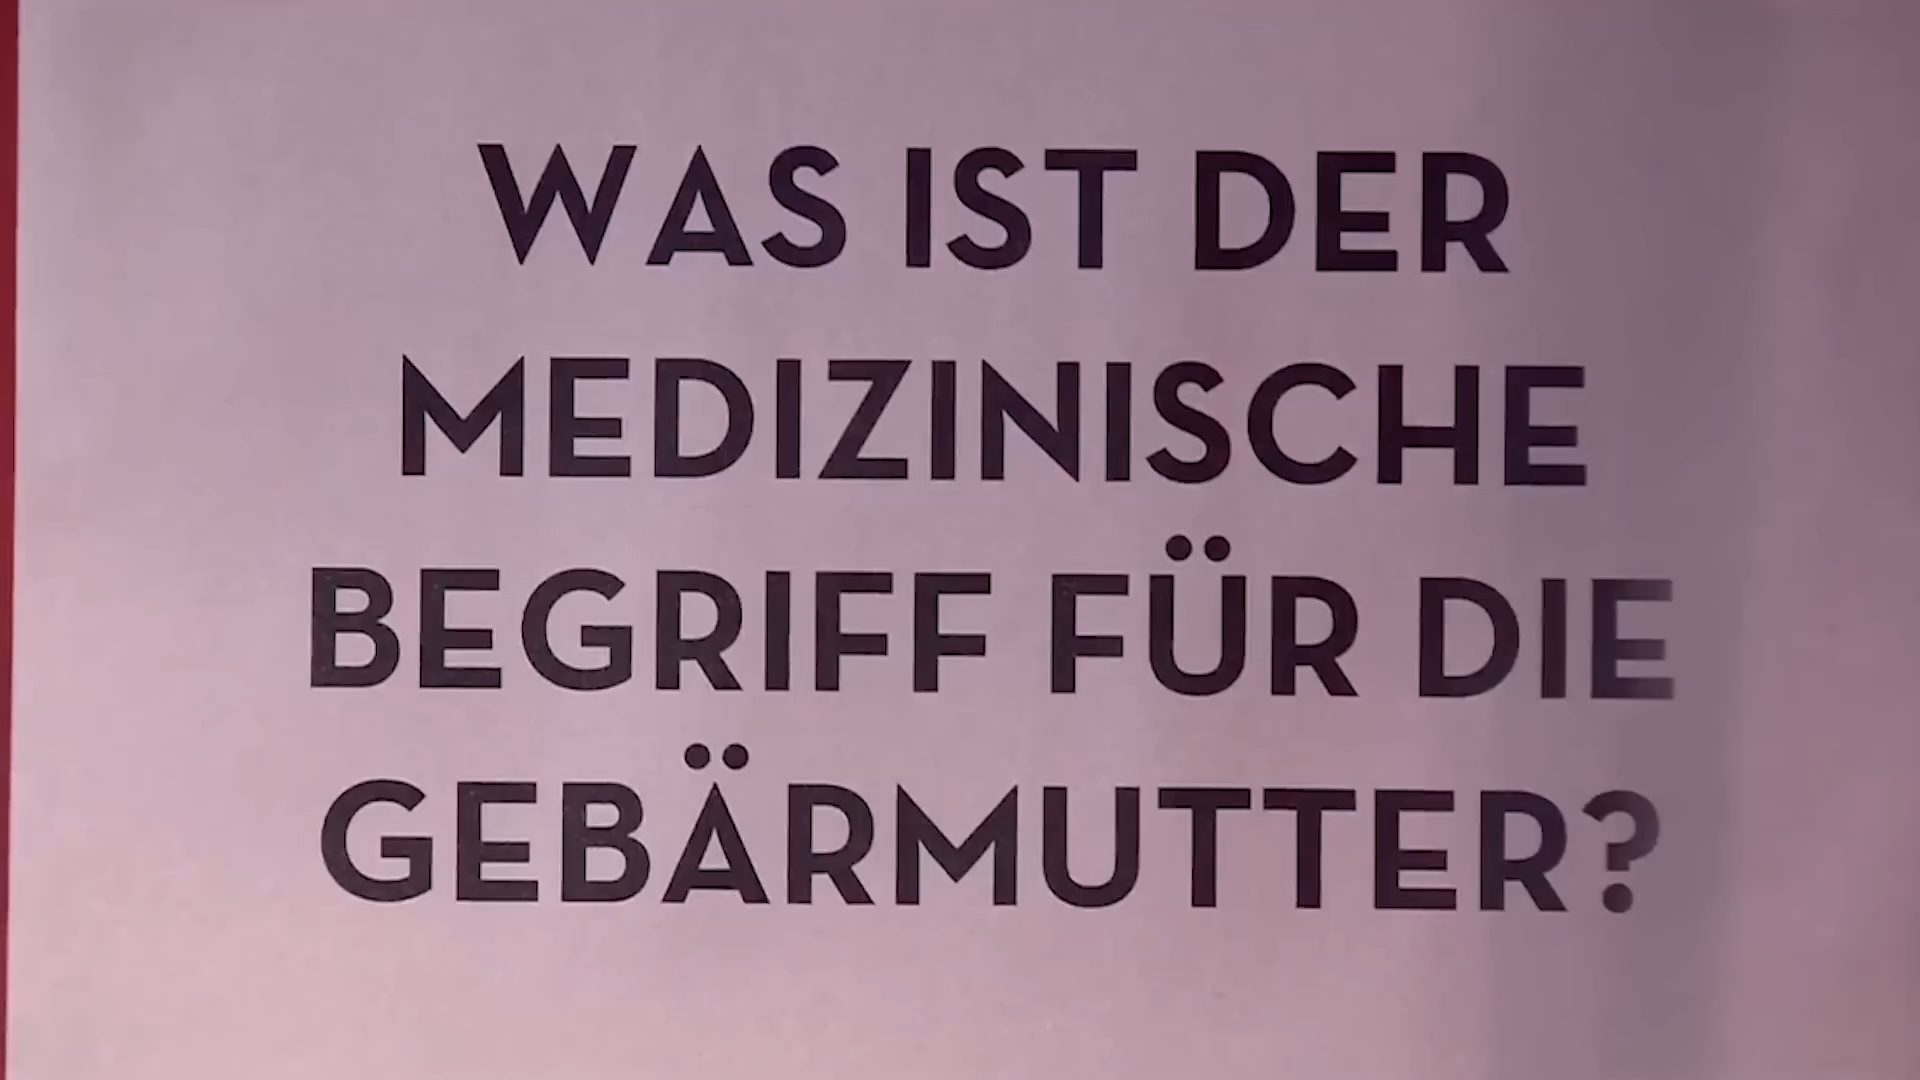 WAS IST DER
MEDIZINISCHE
BEGRIFF FÜR DIE
GEBÄRMUTTER?